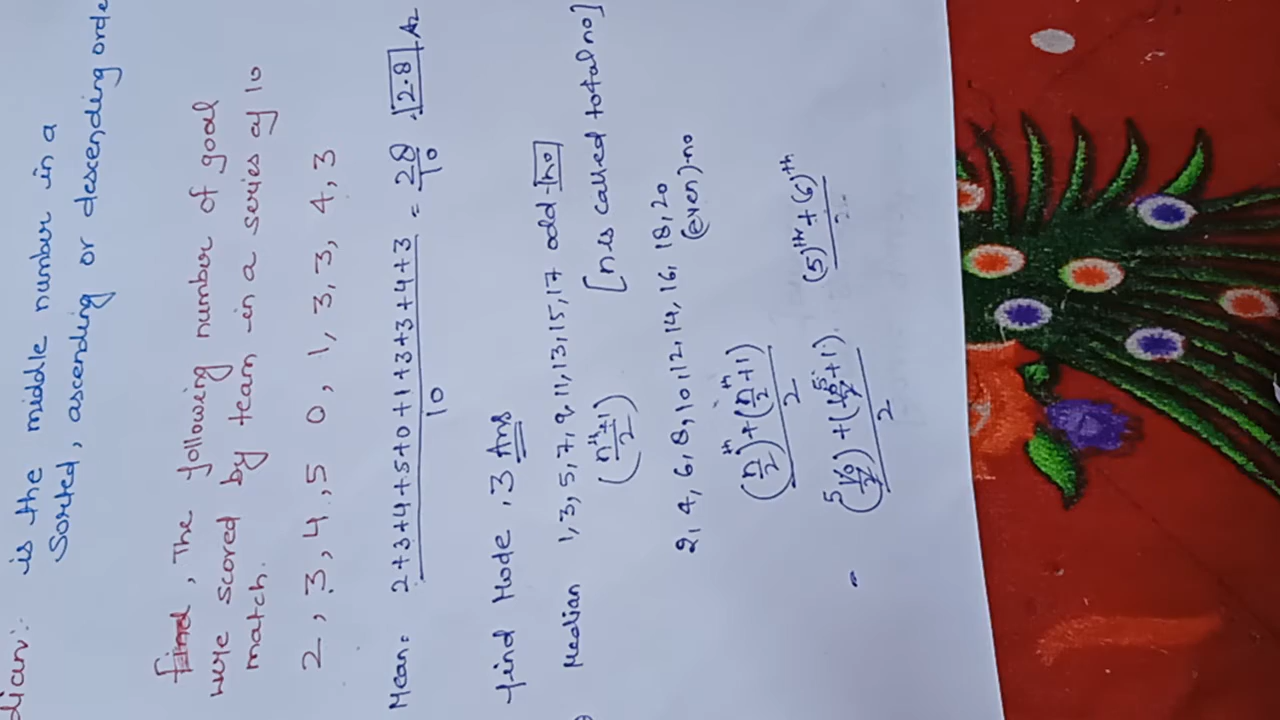 dian: is the middle number in a
Sorted, ascending or descending orde
Find, The following number of goal
were scored by team in a series of 10
match.
2, 3, 4, 5 0, 1, 3, 3, 4, 3
Mean = 2+3+4+5+0+1+3+3+4+3 / 10 = 28/10 = 2.8 An
find Mode, 3 Ans
Median 1, 3, 5, 7, 9, 11, 13, 15, 17 odd no
(n+1/2)th [n is called total no]
2, 4, 6, 8, 10, 12, 14, 16, 18, 20
(even) no
(n/2)th + (n/2+1)th / 2
= (10/2) 5 + (10/2 5 +1) / 2 (5)th + (6)th / 2